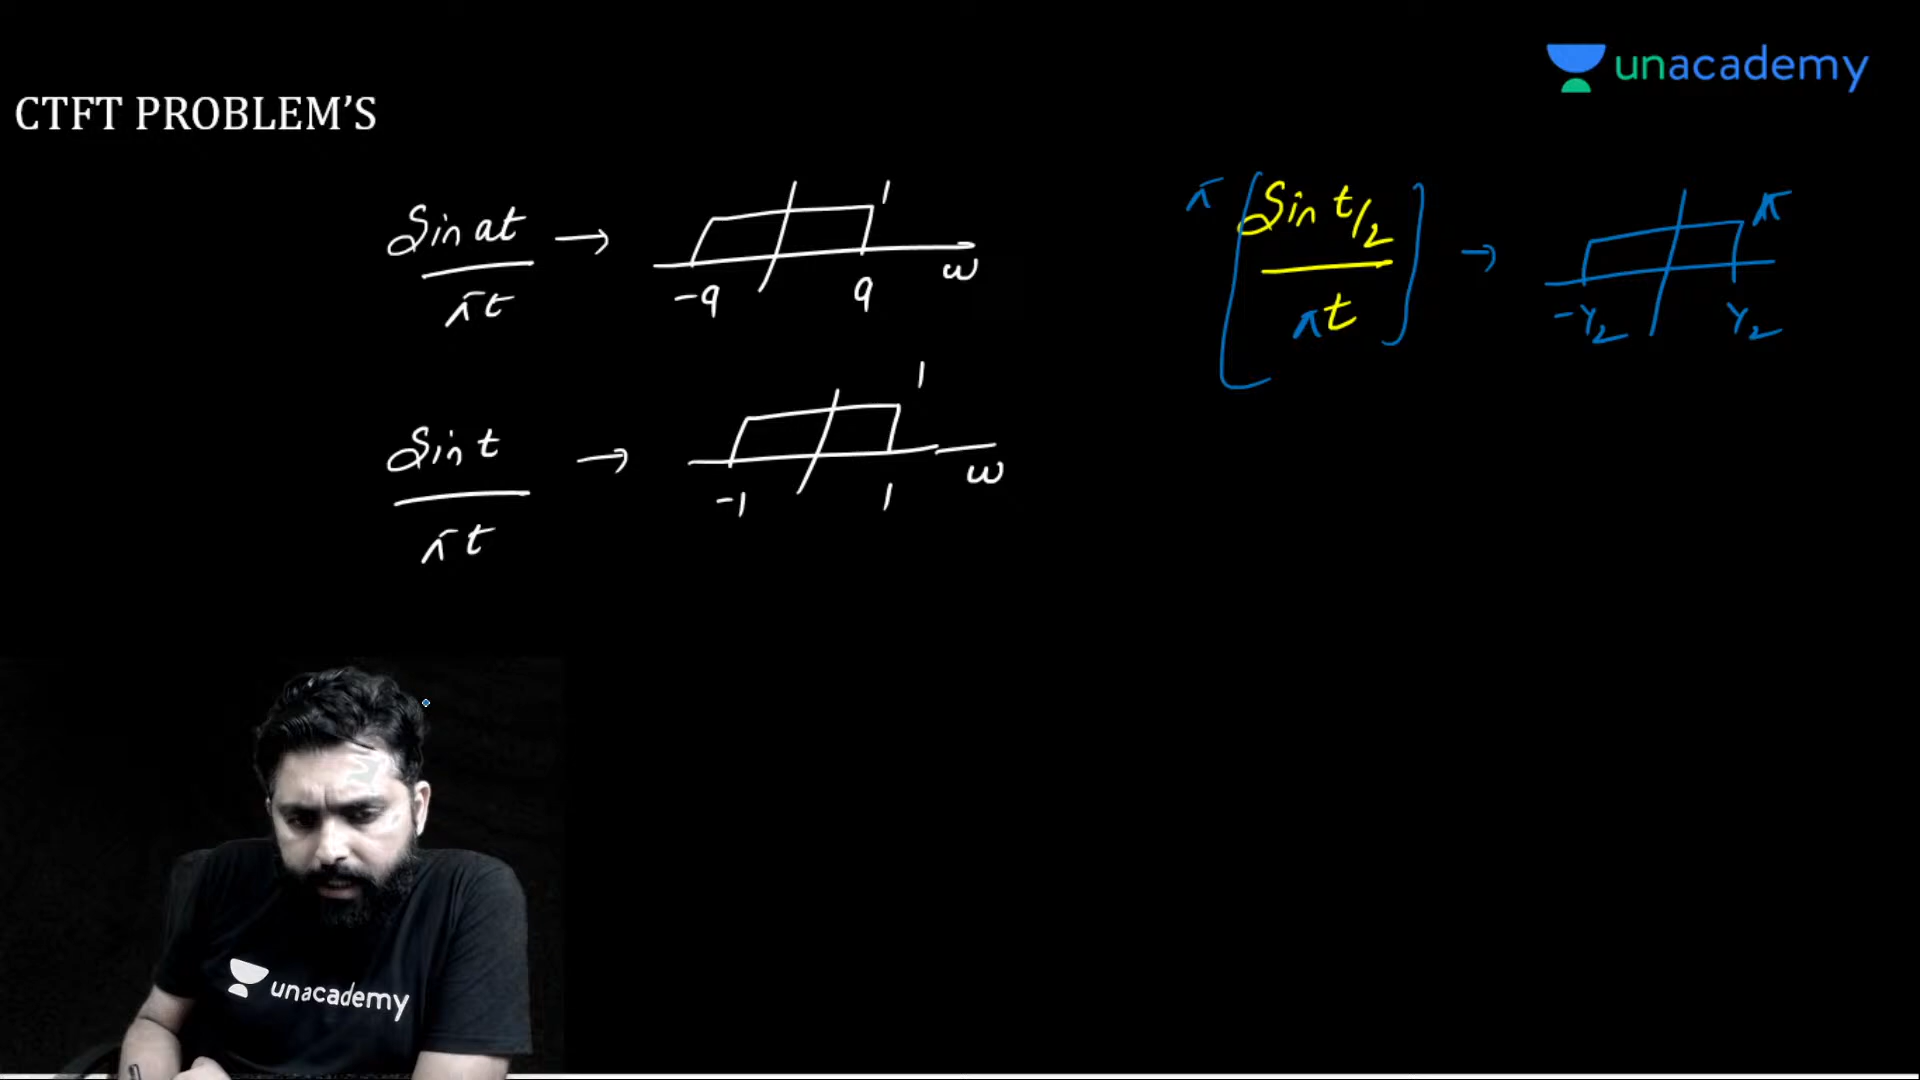 unacademy
CTFT PROBLEM'S
Sin at / πt → 1 -a a ω
π [Sin t/2 / πt] → π -1/2 1/2
Sin t / πt → 1 -1 1 ω
unacademy